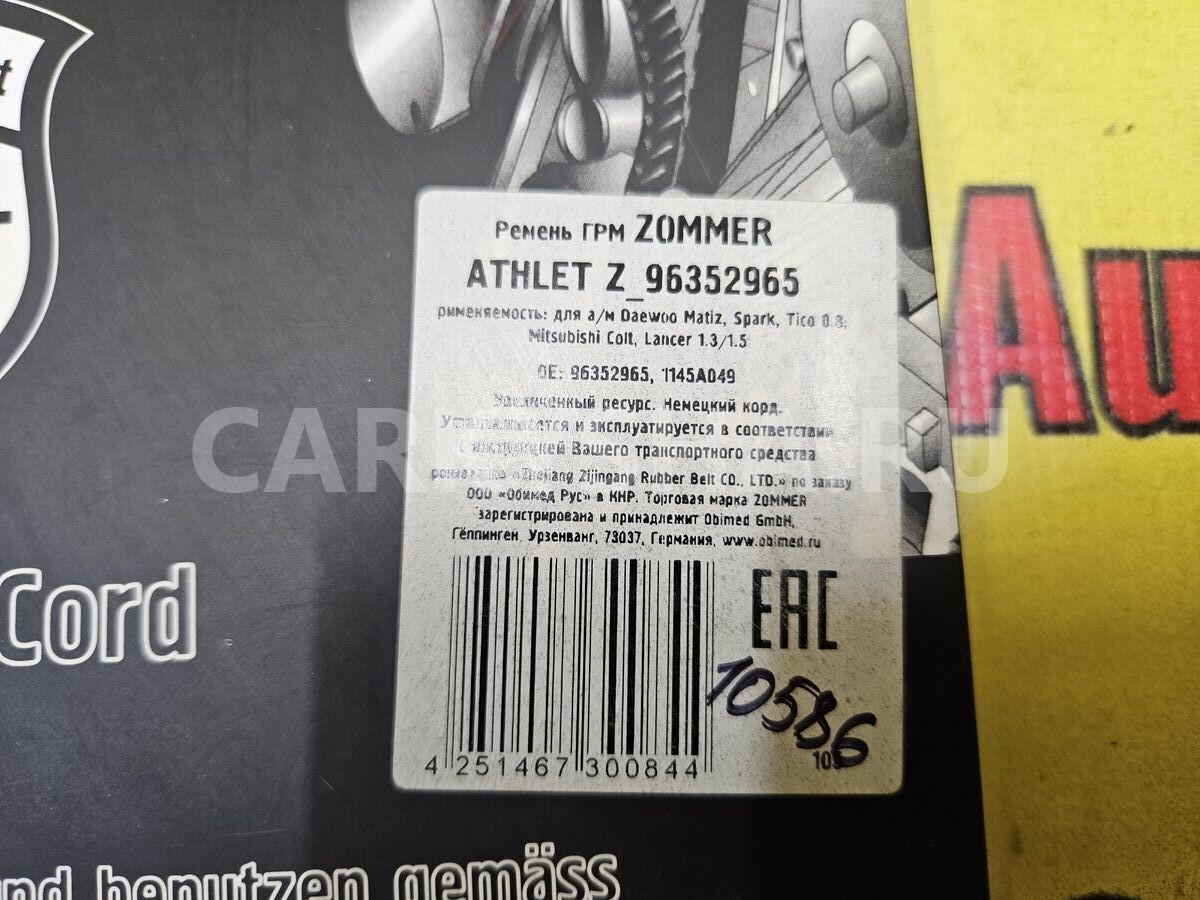 t
Ремень ГРМ ZOMMER
ATHLET Z_96352965
рименяемость: для а/м Daewoo Matiz, Spark, Tico 0.8;
Mitsubishi Colt, Lancer 1.3/1.5
OE: 96352965, 1145A049
Увеличенный ресурс. Немецкий корд.
Устанавливается и эксплуатируется в соответствии
с инструкцией Вашего транспортного средства
«Zhejiang Zijingang Rubber Belt CO., LTD.» по заказу
ООО «Обимед Рус» в КНР. Торговая марка ZOMMER
зарегистрирована и принадлежит Obimed GmbH,
Гёппинген, Урзенванг, 73037, Германия, www.obimed.ru
EAC
10586
4 251467 300844
Cord
und benutzen gemäss
Au